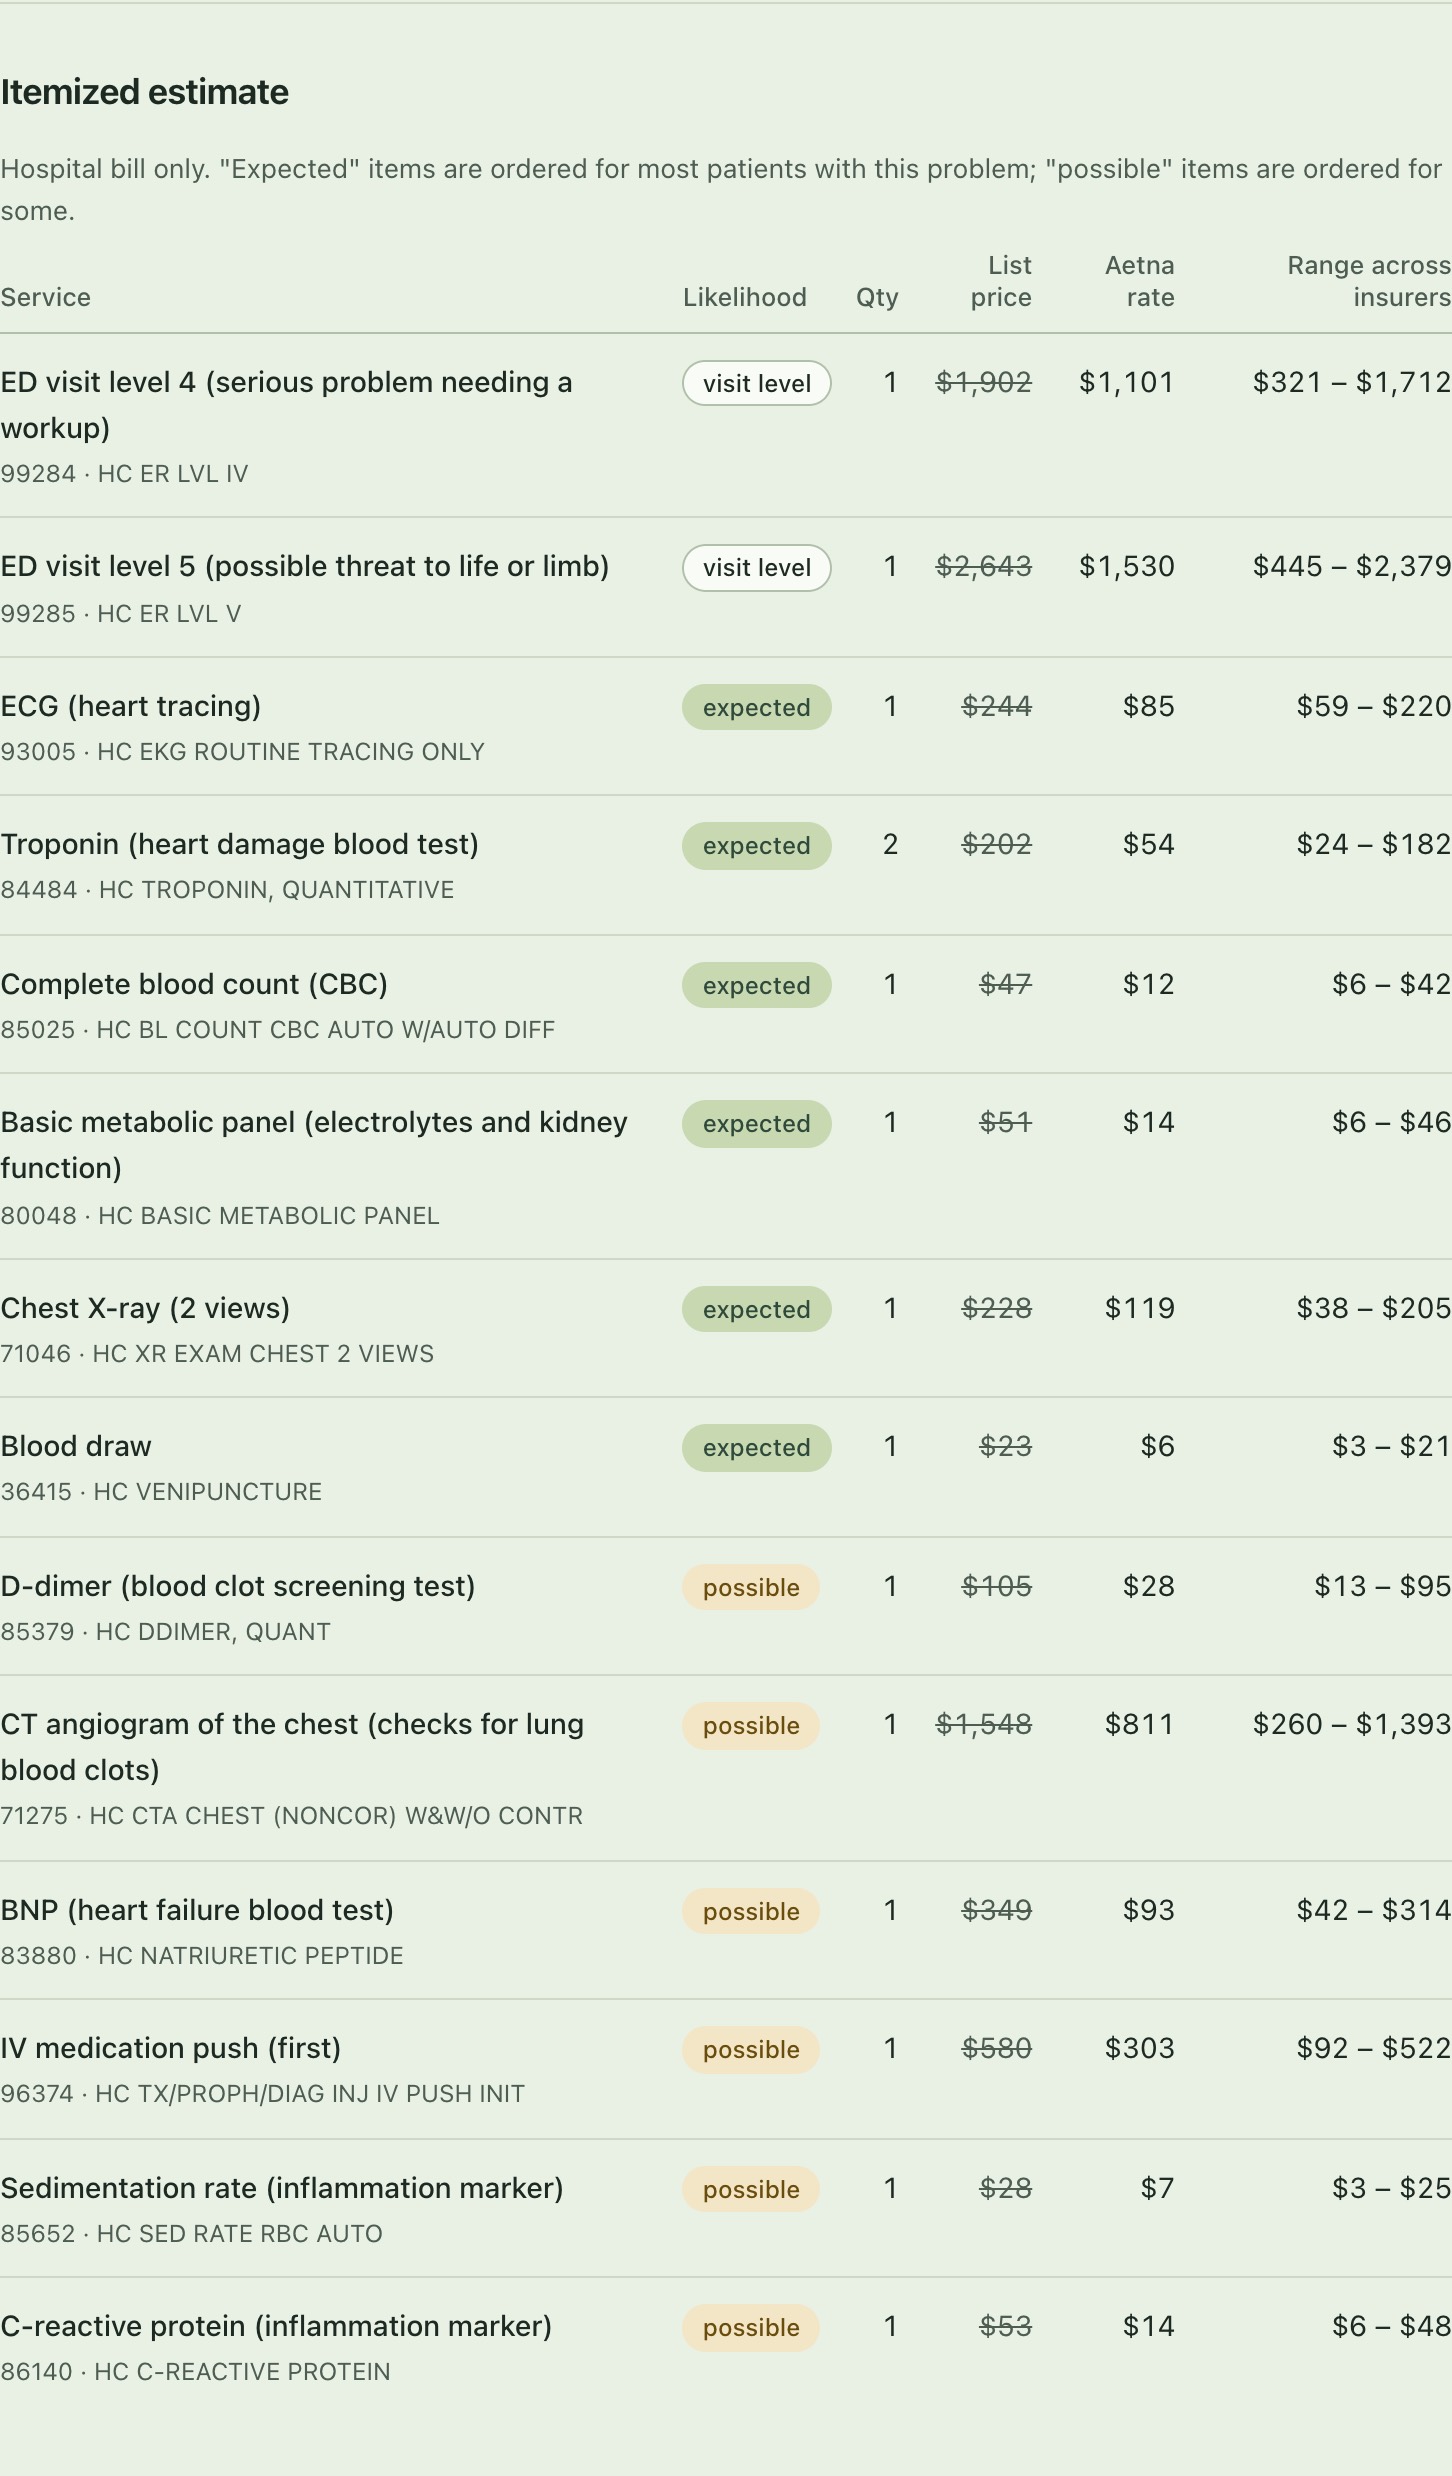 Itemized estimate
Hospital bill only. "Expected" items are ordered for most patients with this problem; "possible" items are ordered for
some.
Service Likelihood Qty List price Aetna rate Range across insurers
ED visit level 4 (serious problem needing a visit level 1 $1,902 $1,101 $321 – $1,712
workup)
99284 · HC ER LVL IV
ED visit level 5 (possible threat to life or limb) visit level 1 $2,643 $1,530 $445 – $2,379
99285 · HC ER LVL V
ECG (heart tracing) expected 1 $244 $85 $59 – $220
93005 · HC EKG ROUTINE TRACING ONLY
Troponin (heart damage blood test) expected 2 $202 $54 $24 – $182
84484 · HC TROPONIN, QUANTITATIVE
Complete blood count (CBC) expected 1 $47 $12 $6 – $42
85025 · HC BL COUNT CBC AUTO W/AUTO DIFF
Basic metabolic panel (electrolytes and kidney expected 1 $51 $14 $6 – $46
function)
80048 · HC BASIC METABOLIC PANEL
Chest X-ray (2 views) expected 1 $228 $119 $38 – $205
71046 · HC XR EXAM CHEST 2 VIEWS
Blood draw expected 1 $23 $6 $3 – $21
36415 · HC VENIPUNCTURE
D-dimer (blood clot screening test) possible 1 $105 $28 $13 – $95
85379 · HC DDIMER, QUANT
CT angiogram of the chest (checks for lung possible 1 $1,548 $811 $260 – $1,393
blood clots)
71275 · HC CTA CHEST (NONCOR) W&W/O CONTR
BNP (heart failure blood test) possible 1 $349 $93 $42 – $314
83880 · HC NATRIURETIC PEPTIDE
IV medication push (first) possible 1 $580 $303 $92 – $522
96374 · HC TX/PROPH/DIAG INJ IV PUSH INIT
Sedimentation rate (inflammation marker) possible 1 $28 $7 $3 – $25
85652 · HC SED RATE RBC AUTO
C-reactive protein (inflammation marker) possible 1 $53 $14 $6 – $48
86140 · HC C-REACTIVE PROTEIN